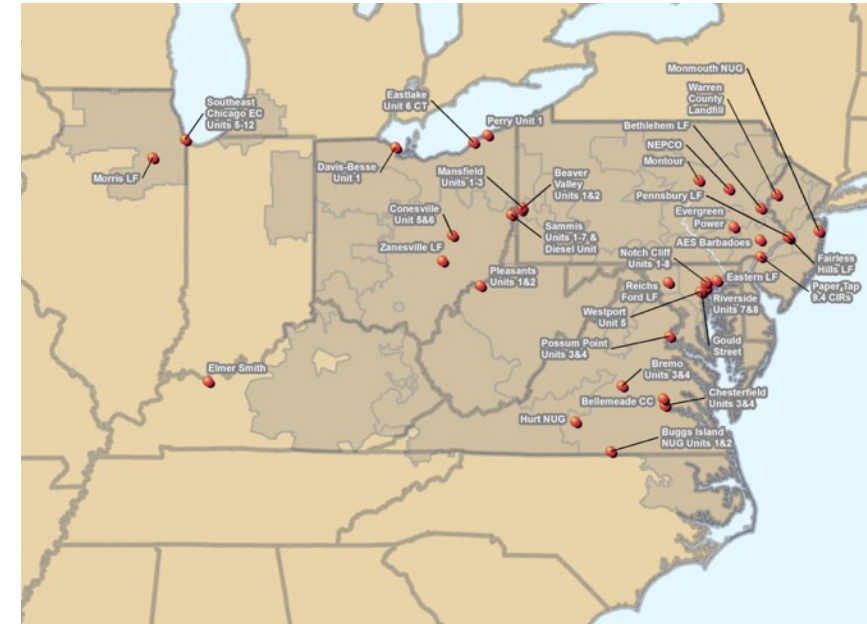 Monmouth NUG
Warren
County
Landfill
Bethlehem LF
NEPCO
Montour
Pennsbury LF
Evergreen
Power
AES Barbadoes
Fairless
Hills LF
Paper Tap
9.4 CIRs
Southeast
Chicago EC
Units 5-12
Morris LF
Eastlake
Unit 6 CT
Perry Unit 1
Davis-Besse
Unit 1
Mansfield
Units 1-3
Beaver
Valley
Units 1&2
Conesville
Unit 5&6
Zanesville LF
Sammis
Units 1-7 &
Diesel Unit
Pleasants
Units 1&2
Notch Cliff
Units 1-8
Eastern LF
Reichs
Ford LF
Riverside
Units 7&8
Westport
Unit 5
Gould
Street
Possum Point
Units 3&4
Elmer Smith
Bremo
Units 3&4
Bellemeade CC
Chesterfield
Units 3&4
Hurt NUG
Buggs Island
NUG Units 1&2